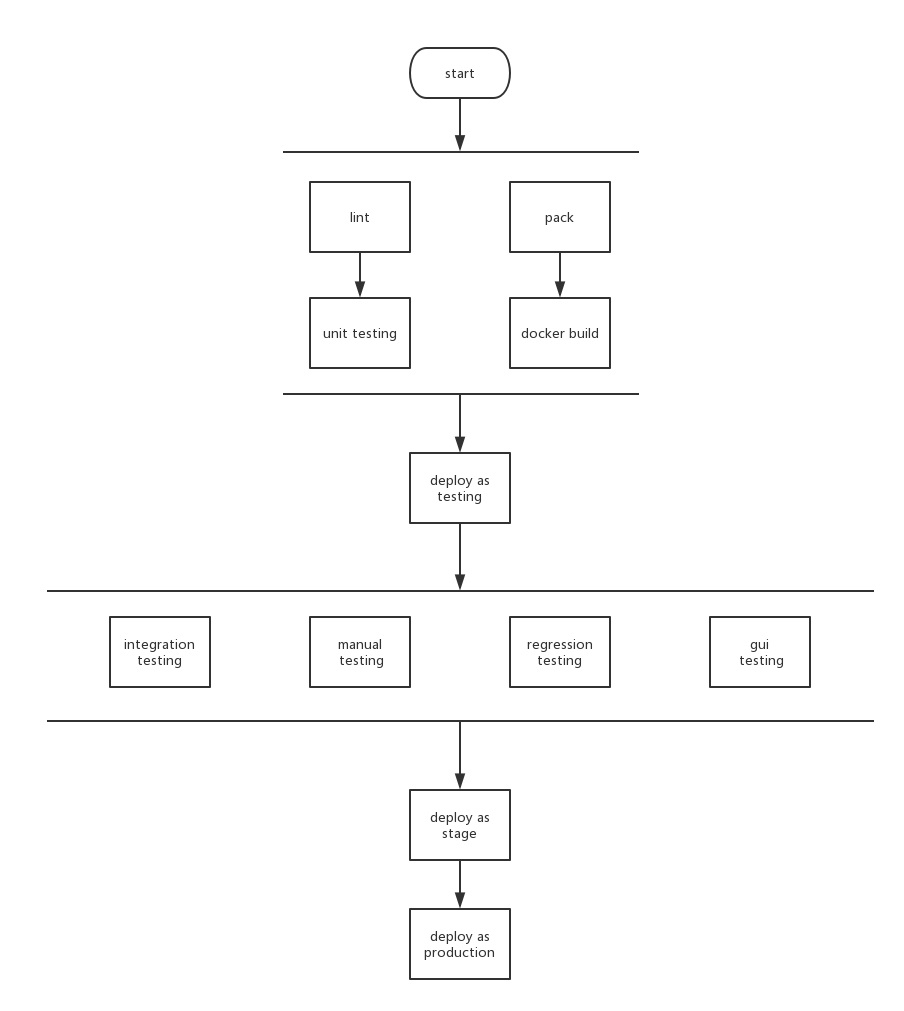 start
lint
pack
unit testing
docker build
deploy as
testing
integration
testing
manual
testing
regression
testing
gui
testing
deploy as
stage
deploy as
production